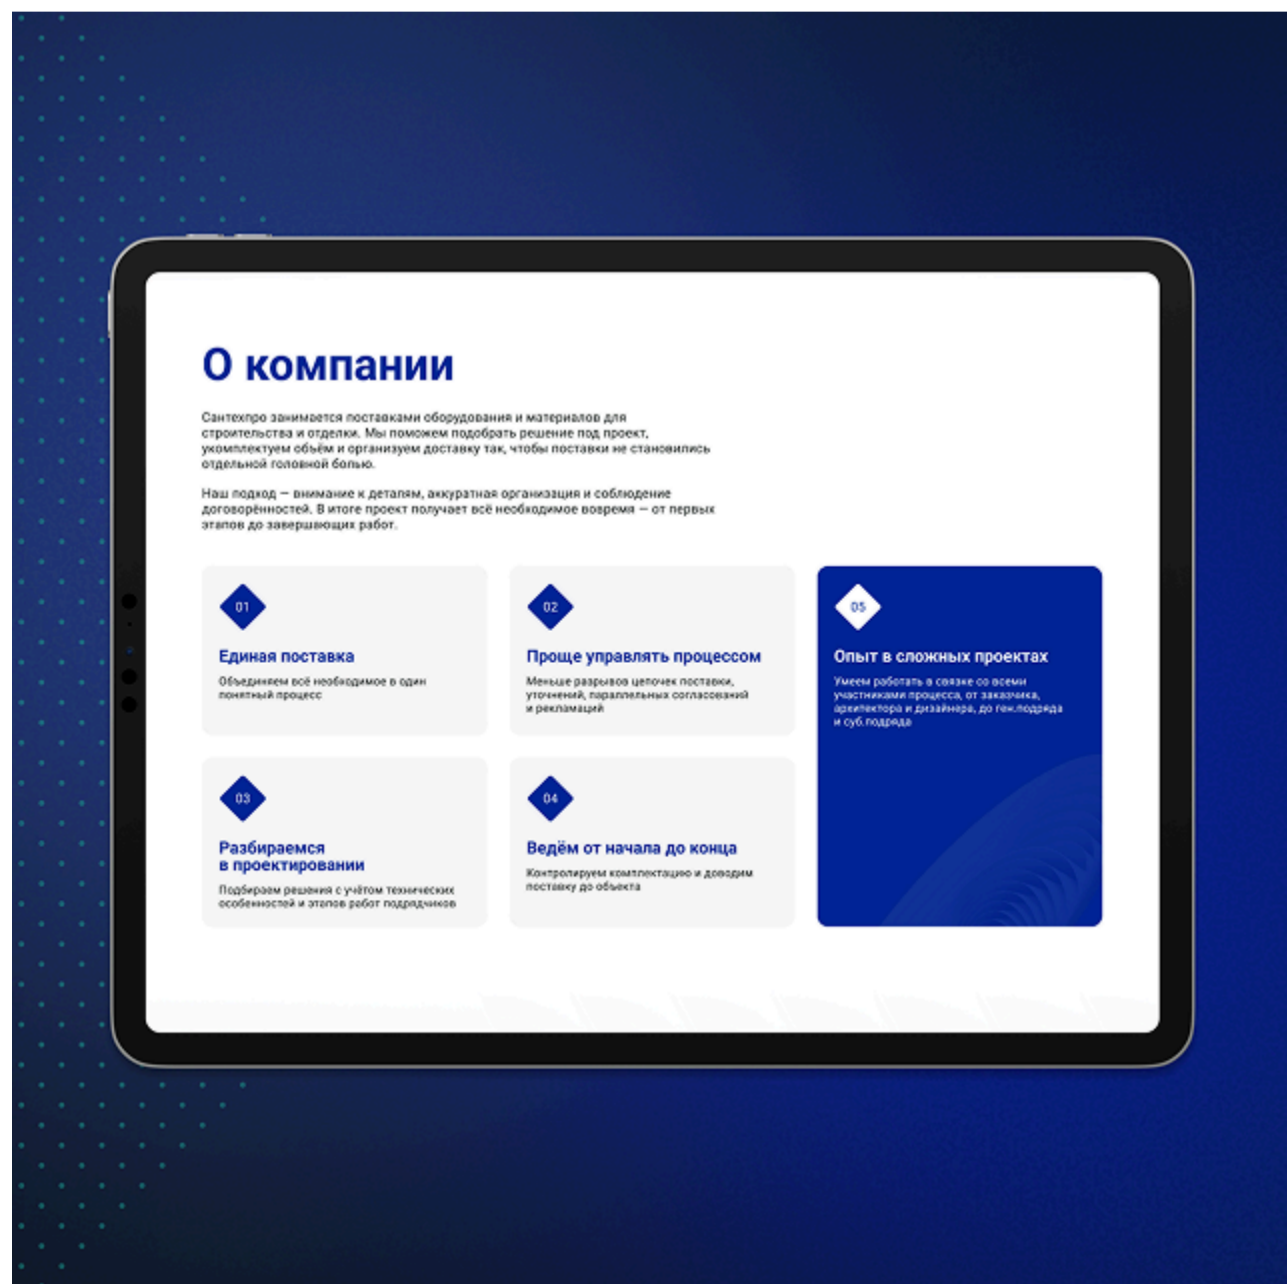 О компании
Сантехпро занимается поставками оборудования и материалов для
строительства и отделки. Мы поможем подобрать решение под проект,
укомплектуем объём и организуем доставку так, чтобы поставки не становились
отдельной головной болью.
Наш подход — внимание к деталям, аккуратная организация и соблюдение
договорённостей. В итоге проект получает всё необходимое вовремя — от первых
этапов до завершающих работ.
01
Единая поставка
Объединяем всё необходимое в один
понятный процесс
02
Проще управлять процессом
Меньше разрывов цепочек поставки,
уточнений, параллельных согласований
и рекламаций
03
Разбираемся
в проектировании
Подбираем решения с учётом технических
особенностей и этапов работ подрядчиков
04
Ведём от начала до конца
Контролируем комплектацию и доводим
поставку до объекта
05
Опыт в сложных проектах
Умеем работать в связке со всеми
участниками процесса, от заказчика,
архитектора и дизайнера, до ген.подряда
и суб.подряда